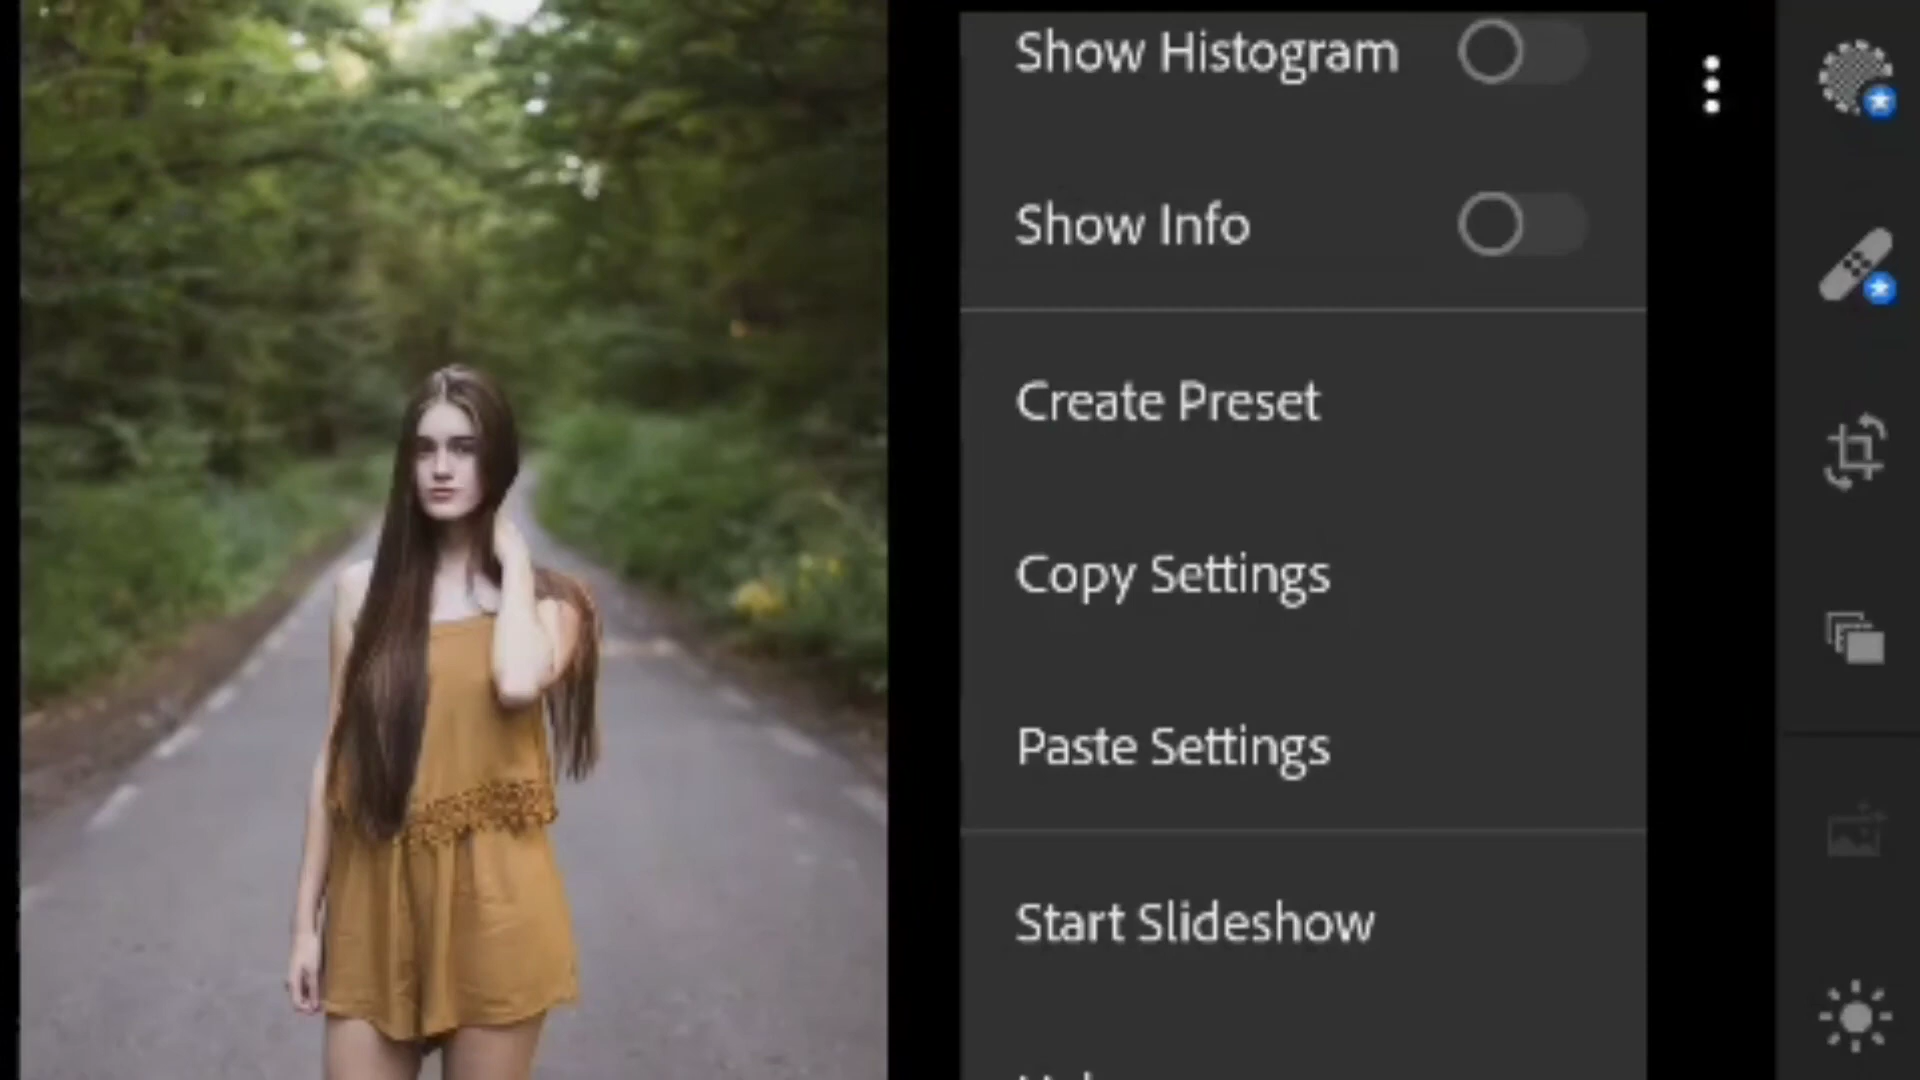 Show Histogram
Show Info
Create Preset
Copy Settings
Paste Settings
Start Slideshow